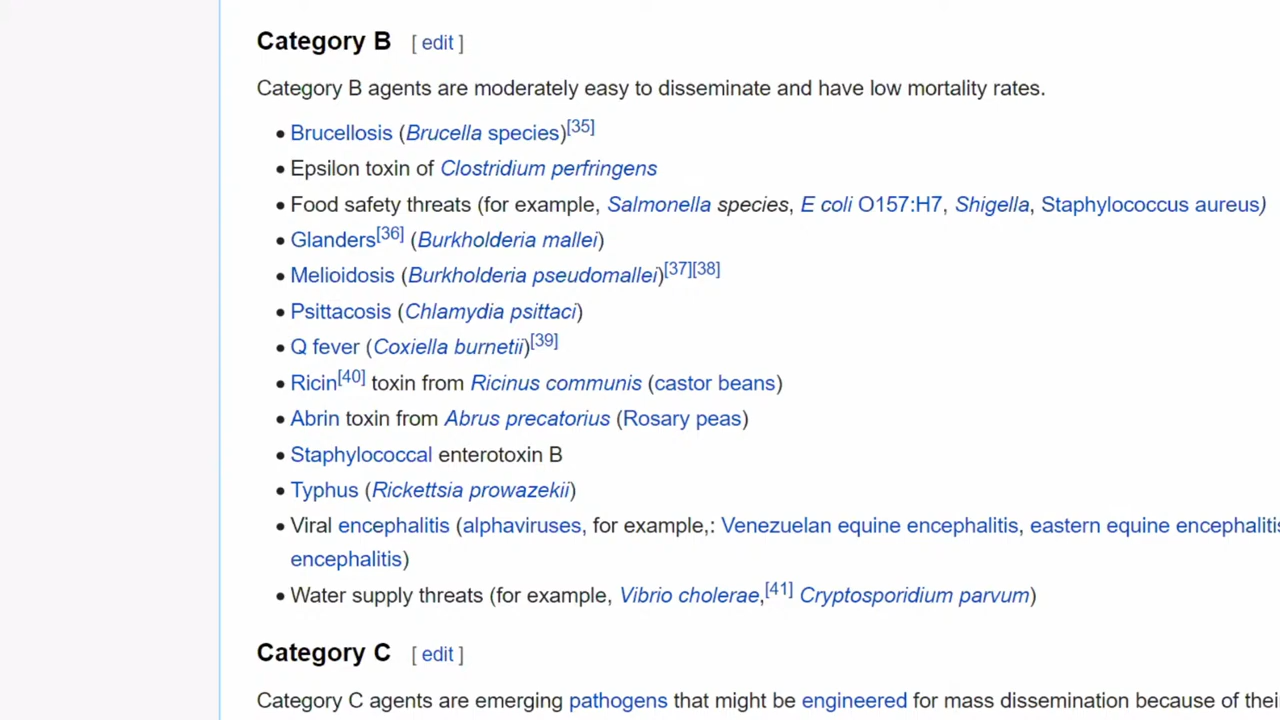 Category B [ edit ]
Category B agents are moderately easy to disseminate and have low mortality rates.
• Brucellosis (Brucella species)[35]
• Epsilon toxin of Clostridium perfringens
• Food safety threats (for example, Salmonella species, E coli O157:H7, Shigella, Staphylococcus aureus)
• Glanders[36] (Burkholderia mallei)
• Melioidosis (Burkholderia pseudomallei)[37][38]
• Psittacosis (Chlamydia psittaci)
• Q fever (Coxiella burnetii)[39]
• Ricin[40] toxin from Ricinus communis (castor beans)
• Abrin toxin from Abrus precatorius (Rosary peas)
• Staphylococcal enterotoxin B
• Typhus (Rickettsia prowazekii)
• Viral encephalitis (alphaviruses, for example,: Venezuelan equine encephalitis, eastern equine encephalitis
encephalitis)
• Water supply threats (for example, Vibrio cholerae,[41] Cryptosporidium parvum)
Category C [ edit ]
Category C agents are emerging pathogens that might be engineered for mass dissemination because of thei